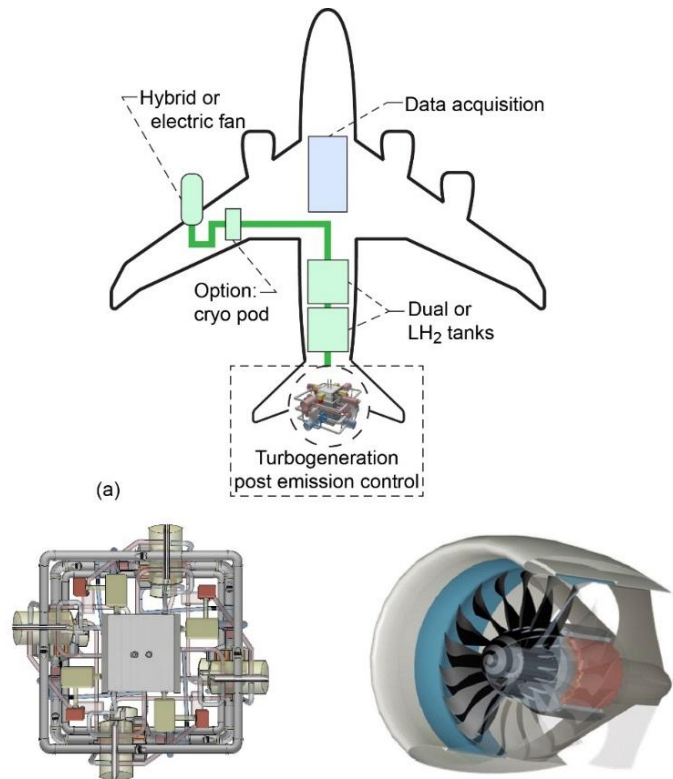 Hybrid or
electric fan
Data acquisition
Option:
cryo pod
Dual or
LH₂ tanks
Turbogeneration
post emission control
(a)